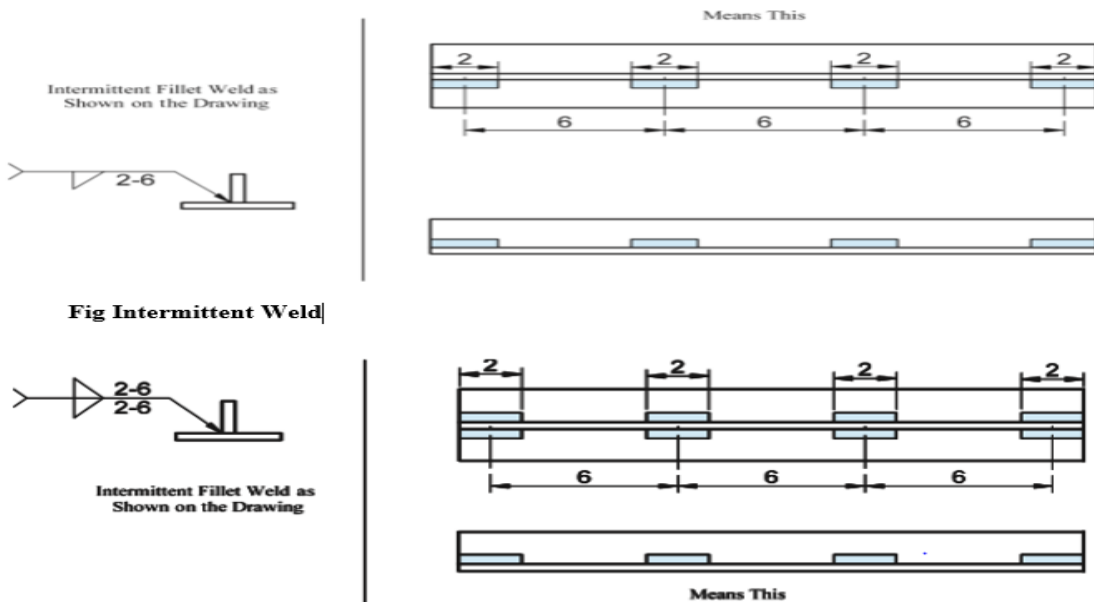 Means This
2 2 2 2
Intermittent Fillet Weld as
Shown on the Drawing
6 6 6
2-6
Fig Intermittent Weld
2 2 2 2
2-6
2-6
6 6 6
Intermittent Fillet Weld as
Shown on the Drawing
Means This